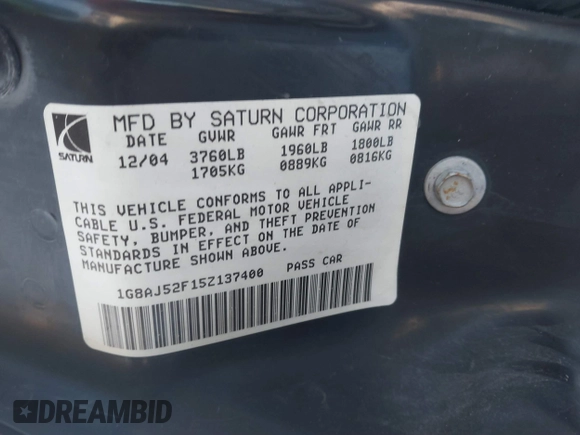 MFD BY SATURN CORPORATION
DATE GVWR GAWR FRT GAWR RR
12/04 3760LB 1960LB 1800LB
1705KG 0889KG 0816KG
SATURN
THIS VEHICLE CONFORMS TO ALL APPLI-
CABLE U.S. FEDERAL MOTOR VEHICLE
SAFETY, BUMPER, AND THEFT PREVENTION
STANDARDS IN EFFECT ON THE DATE OF
MANUFACTURE SHOWN ABOVE.
1G8AJ52F15Z137400 PASS CAR
DREAMBID